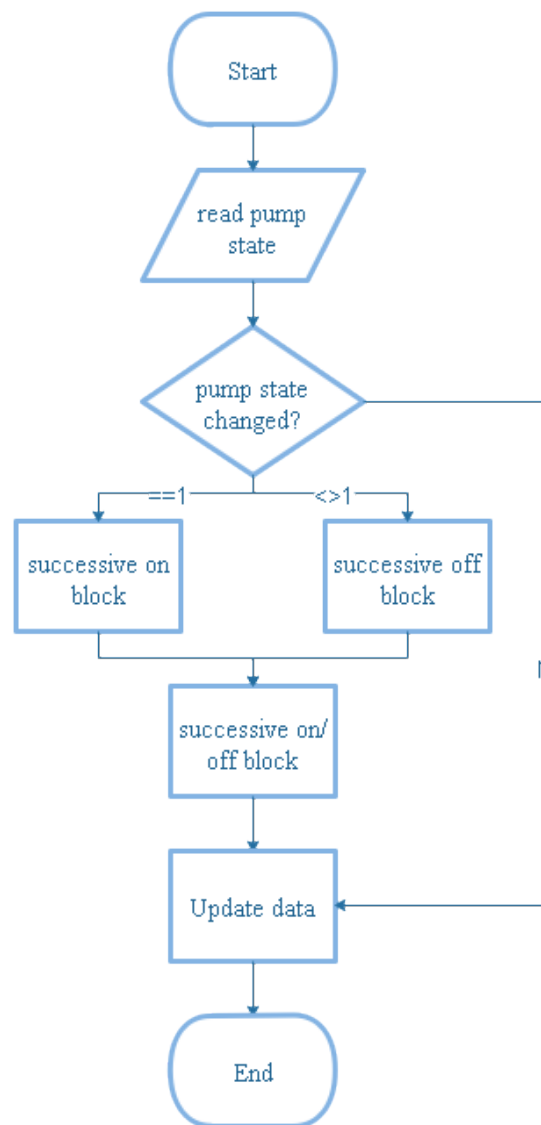 Start
read pump
state
pump state
changed?
==1
<>1
successive on
block
successive off
block
successive on/
off block
Update data
End